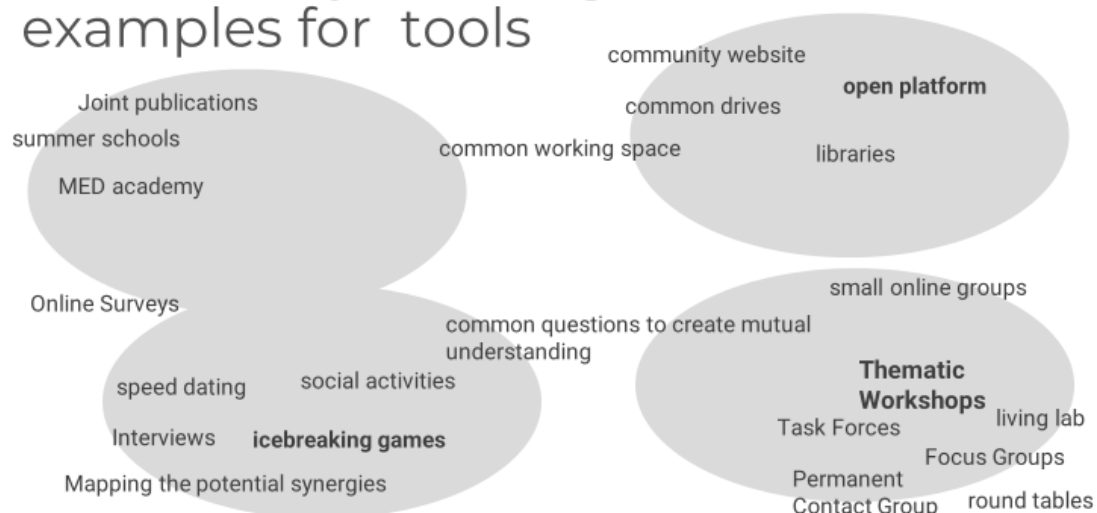 examples for tools
community website
open platform
Joint publications
common drives
summer schools
common working space
libraries
MED academy
small online groups
Online Surveys
common questions to create mutual
understanding
Thematic
Workshops
speed dating
social activities
living lab
Task Forces
Interviews
icebreaking games
Focus Groups
Mapping the potential synergies
Permanent
Contact Group
round tables